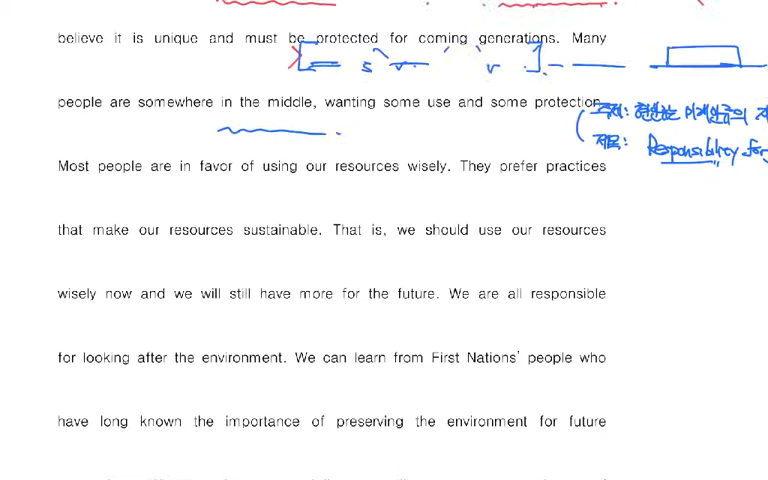 believe it is unique and must be protected for coming generations. Many
s v v
people are somewhere in the middle, wanting some use and some protection.
주제:
제목: Responsibility for
Most people are in favor of using our resources wisely. They prefer practices
that make our resources sustainable. That is, we should use our resources
wisely now and we will still have more for the future. We are all responsible
for looking after the environment. We can learn from First Nations' people who
have long known the importance of preserving the environment for future